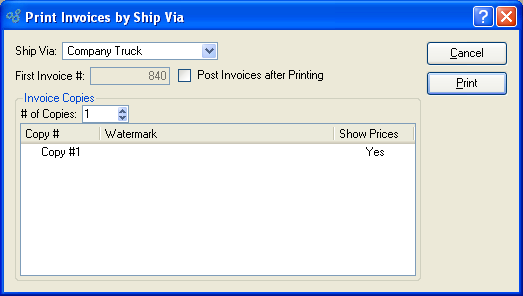 Print Invoices by Ship Via
Ship Via: Company Truck
Cancel
First Invoice #: 840 Post Invoices after Printing
Print
Invoice Copies
# of Copies: 1
Copy # Watermark Show Prices
Copy #1 Yes